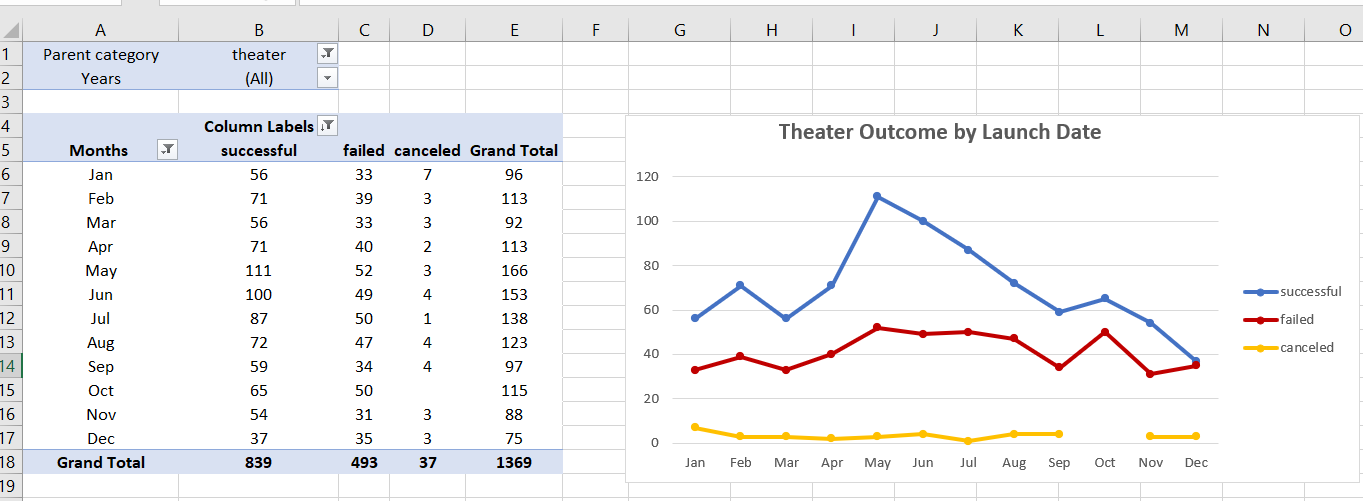 A B C D E F G H I J K L M N O
1 Parent category theater
2 Years (All)
3
4 Column Labels
5 Months successful failed canceled Grand Total
6 Jan 56 33 7 96
7 Feb 71 39 3 113
8 Mar 56 33 3 92
9 Apr 71 40 2 113
10 May 111 52 3 166
11 Jun 100 49 4 153
12 Jul 87 50 1 138
13 Aug 72 47 4 123
14 Sep 59 34 4 97
15 Oct 65 50 115
16 Nov 54 31 3 88
17 Dec 37 35 3 75
18 Grand Total 839 493 37 1369
19
Theater Outcome by Launch Date
120
100
80
60
40
20
0
Jan Feb Mar Apr May Jun Jul Aug Sep Oct Nov Dec
successful
failed
canceled